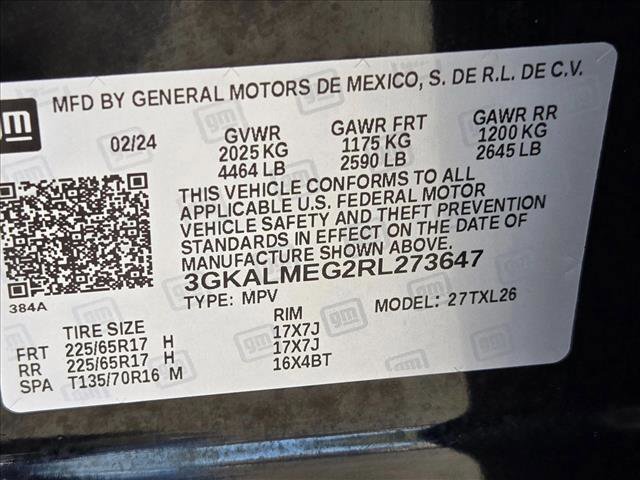 gm
MFD BY GENERAL MOTORS DE MEXICO, S. DE R.L. DE C.V.
02/24 GVWR GAWR FRT GAWR RR
2025 KG 1175 KG 1200 KG
4464 LB 2590 LB 2645 LB
THIS VEHICLE CONFORMS TO ALL
APPLICABLE U.S. FEDERAL MOTOR
VEHICLE SAFETY AND THEFT PREVENTION
STANDARDS IN EFFECT ON THE DATE OF
MANUFACTURE SHOWN ABOVE.
3GKALMEG2RL273647
384A TYPE: MPV MODEL: 27TXL26
TIRE SIZE RIM
FRT 225/65R17 H 17X7J
RR 225/65R17 H 17X7J
SPA T135/70R16 M 16X4BT